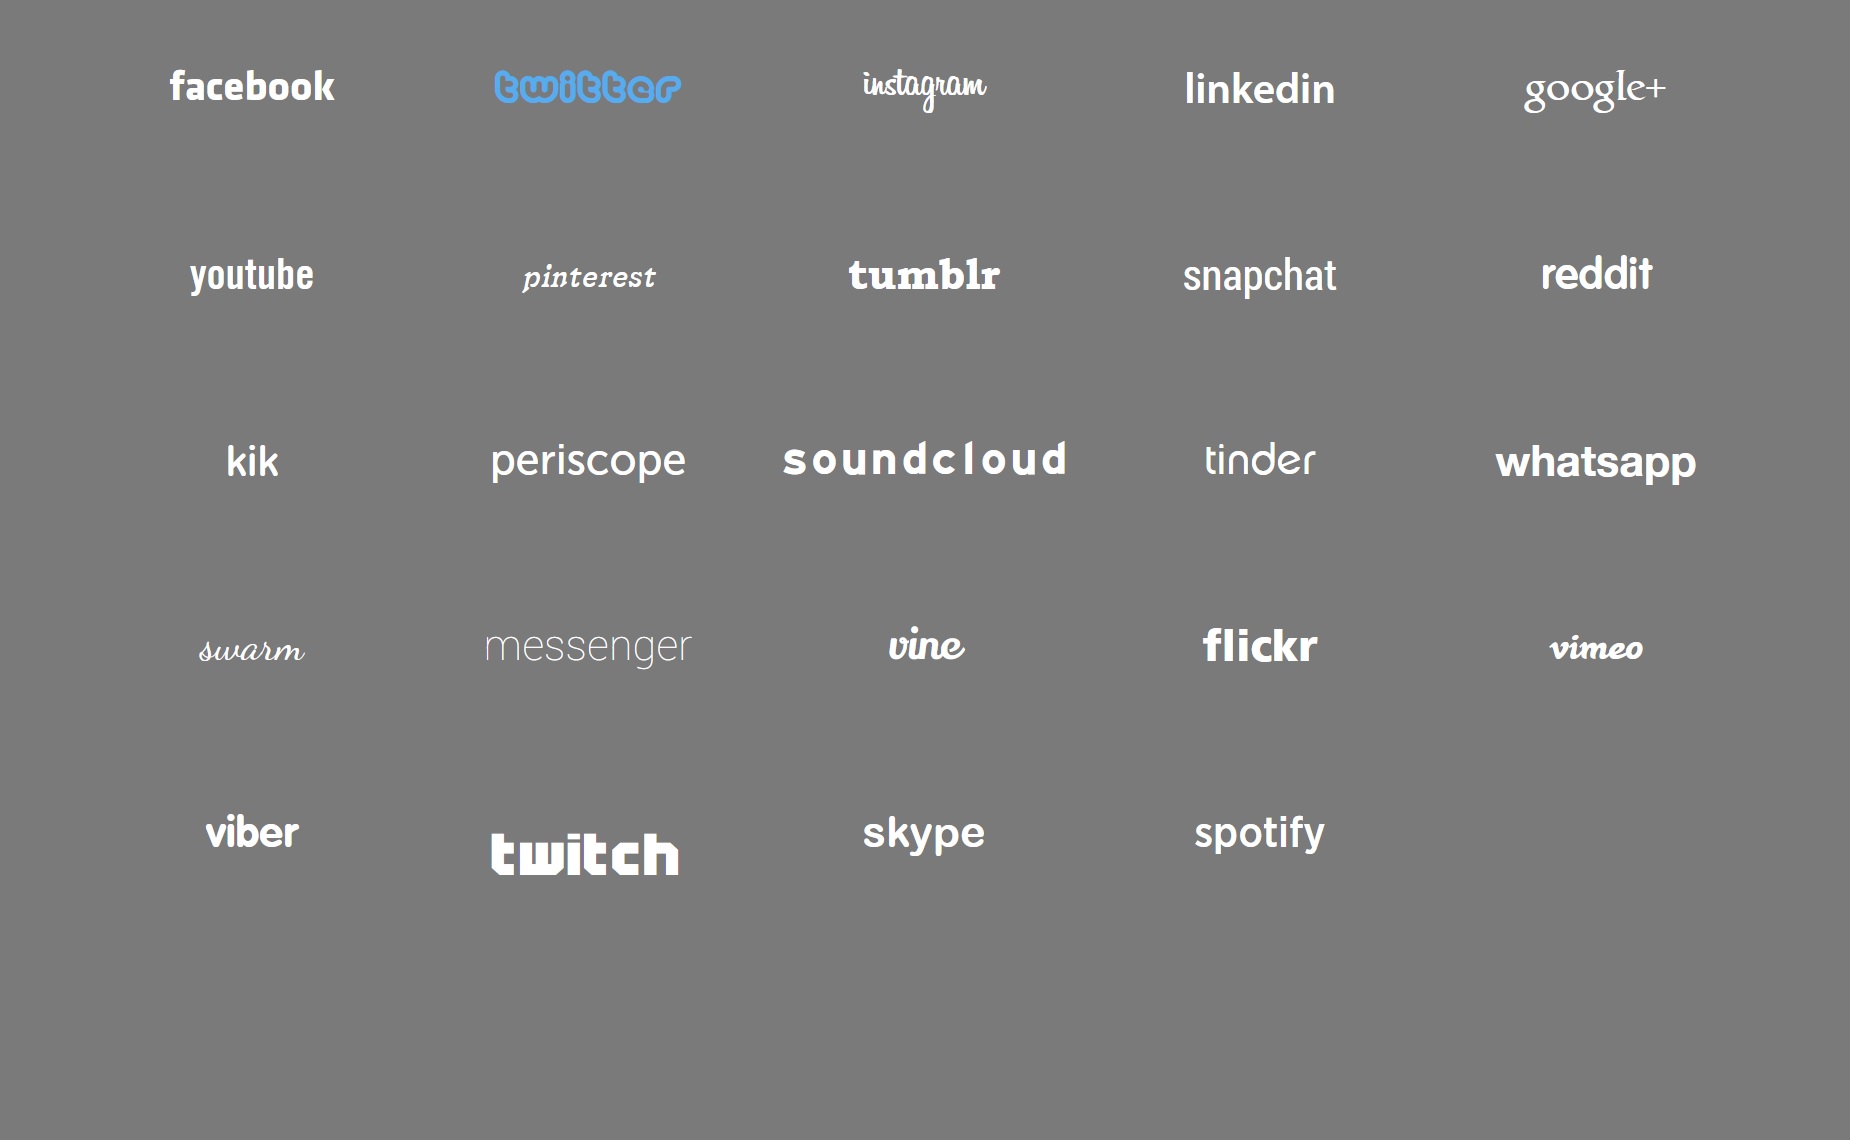 facebook twitter instagram linkedin google+
youtube pinterest tumblr snapchat reddit
kik periscope soundcloud tinder whatsapp
swarm messenger vine flickr vimeo
viber twitch skype spotify